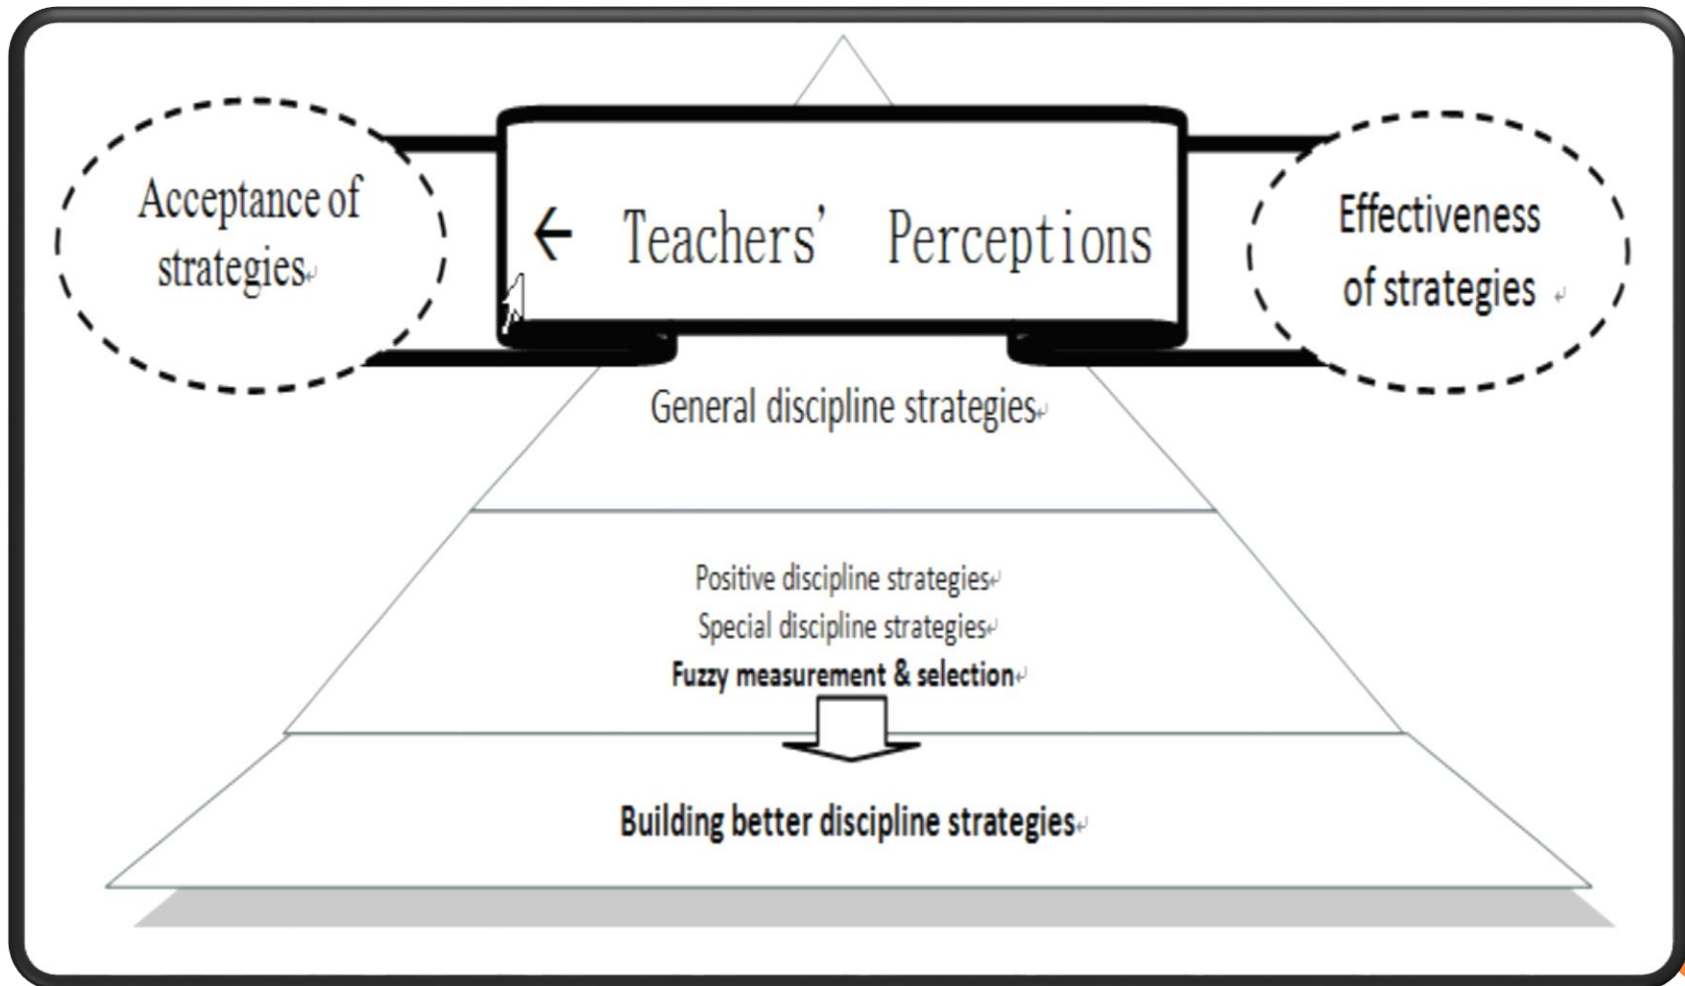 Acceptance of
strategies
← Teachers’ Perceptions
Effectiveness
of strategies
General discipline strategies
Positive discipline strategies
Special discipline strategies
Fuzzy measurement & selection
Building better discipline strategies